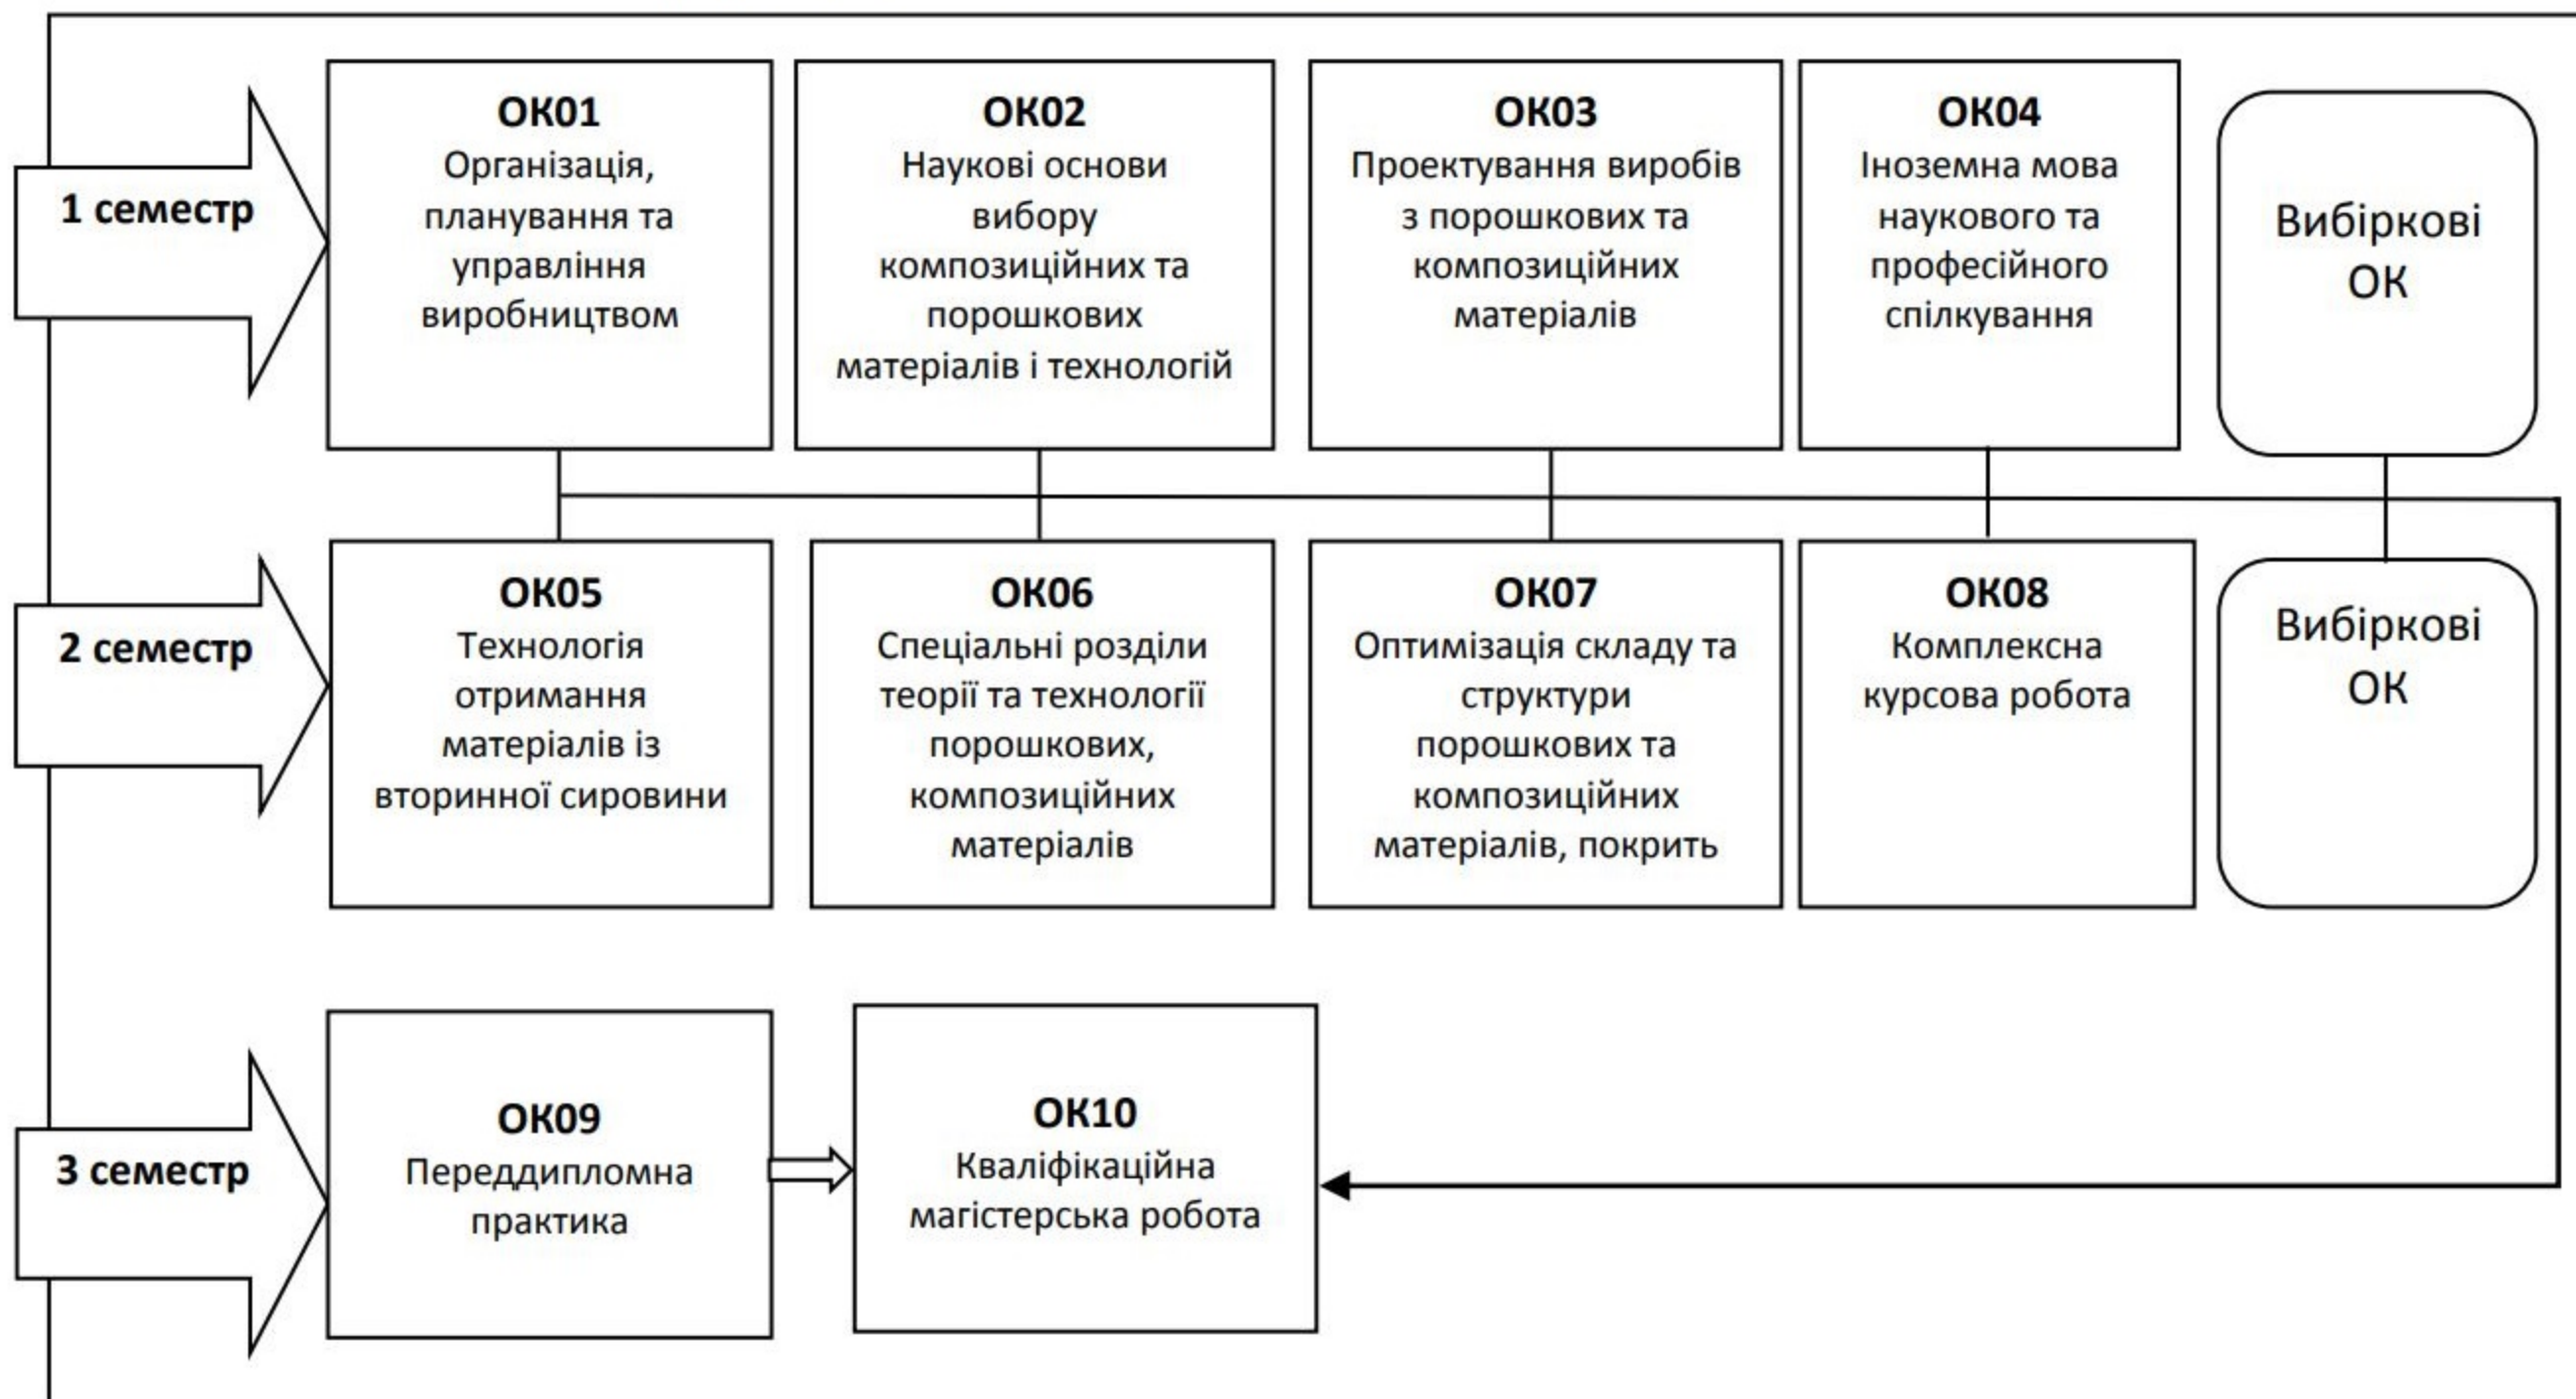 1 семестр
ОК01
Організація,
планування та
управління
виробництвом
ОК02
Наукові основи
вибору
композиційних та
порошкових
матеріалів і технологій
ОК03
Проектування виробів
з порошкових та
композиційних
матеріалів
ОК04
Іноземна мова
наукового та
професійного
спілкування
Вибіркові
ОК
2 семестр
ОК05
Технологія
отримання
матеріалів із
вторинної сировини
ОК06
Спеціальні розділи
теорії та технології
порошкових,
композиційних
матеріалів
ОК07
Оптимізація складу та
структури
порошкових та
композиційних
матеріалів, покрить
ОК08
Комплексна
курсова робота
Вибіркові
ОК
3 семестр
ОК09
Переддипломна
практика
ОК10
Кваліфікаційна
магістерська робота